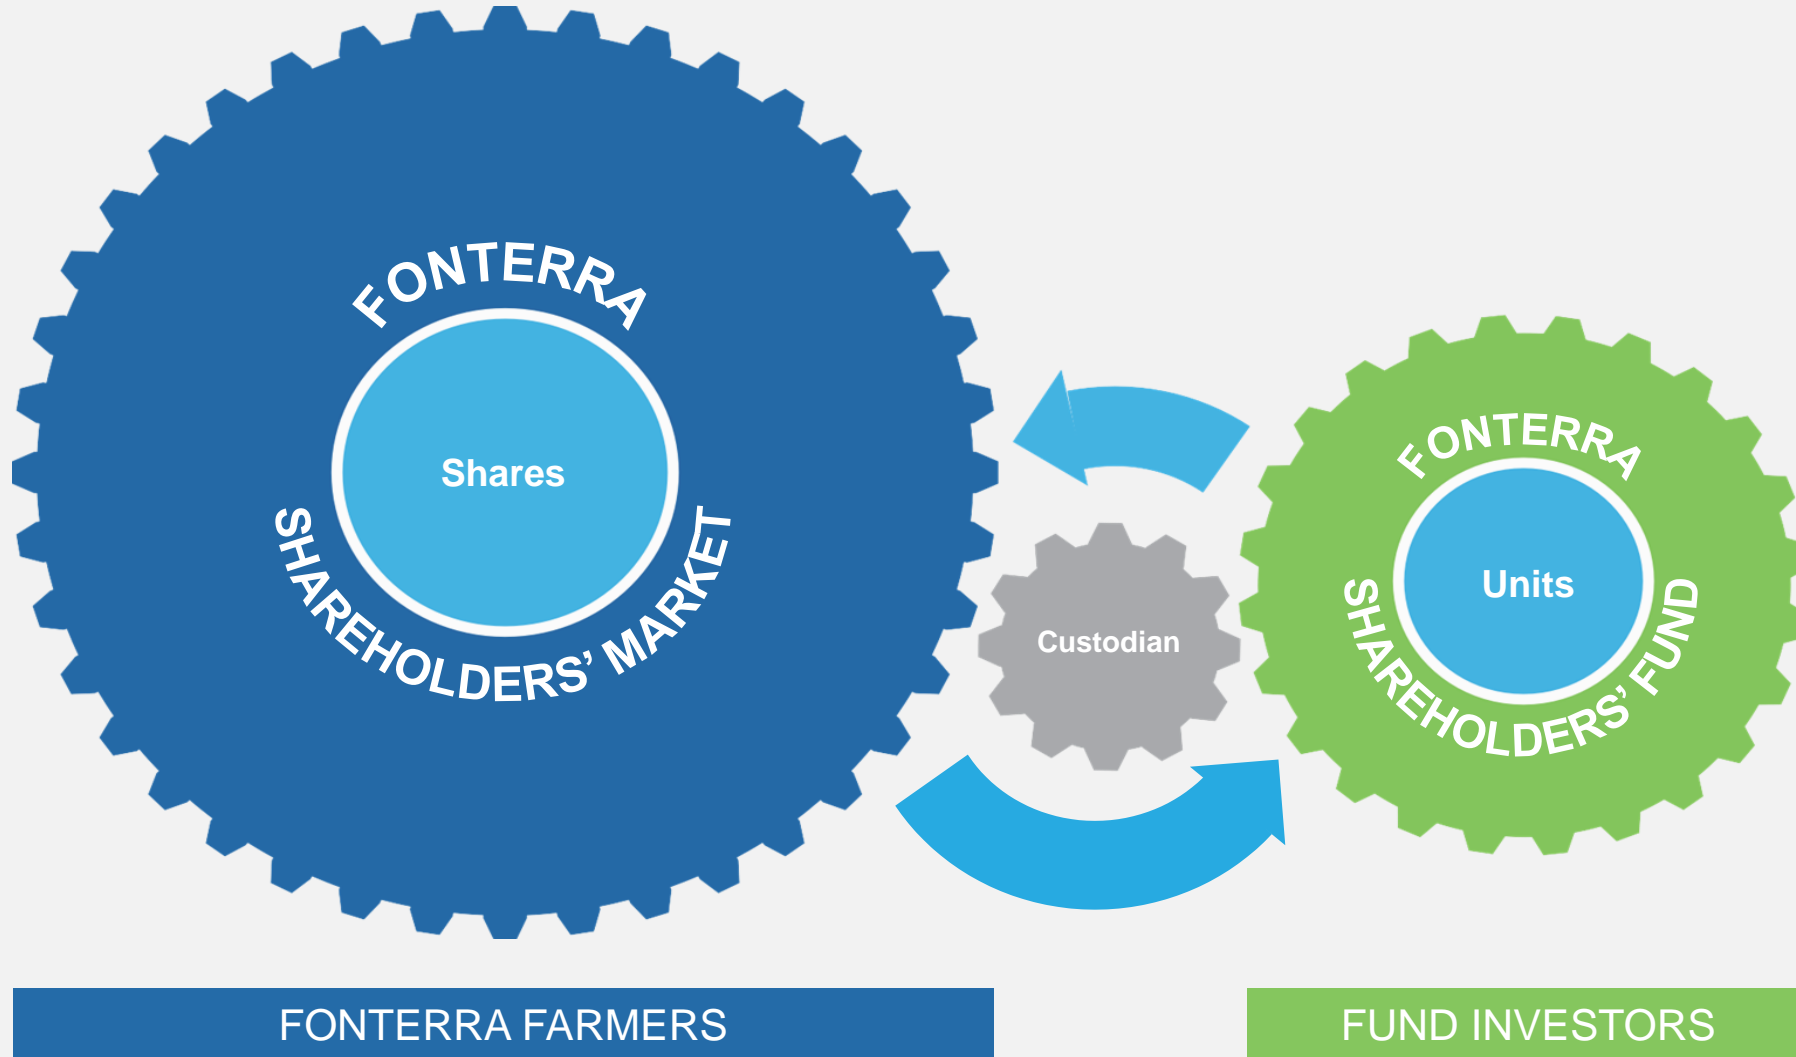 FONTERRA
Shares
SHAREHOLDERS’ MARKET
Custodian
FONTERRA
Units
SHAREHOLDERS’ FUND
FONTERRA FARMERS
FUND INVESTORS